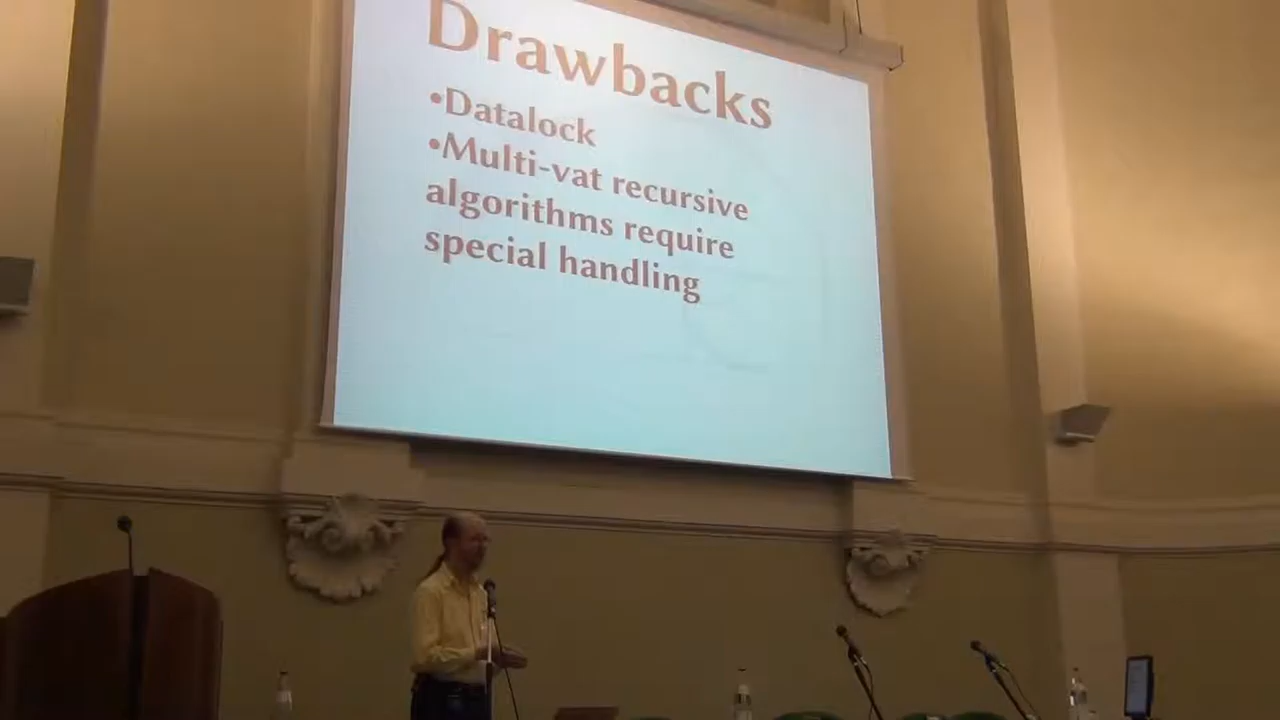 Drawbacks
•Datalock
•Multi-vat recursive
algorithms require
special handling